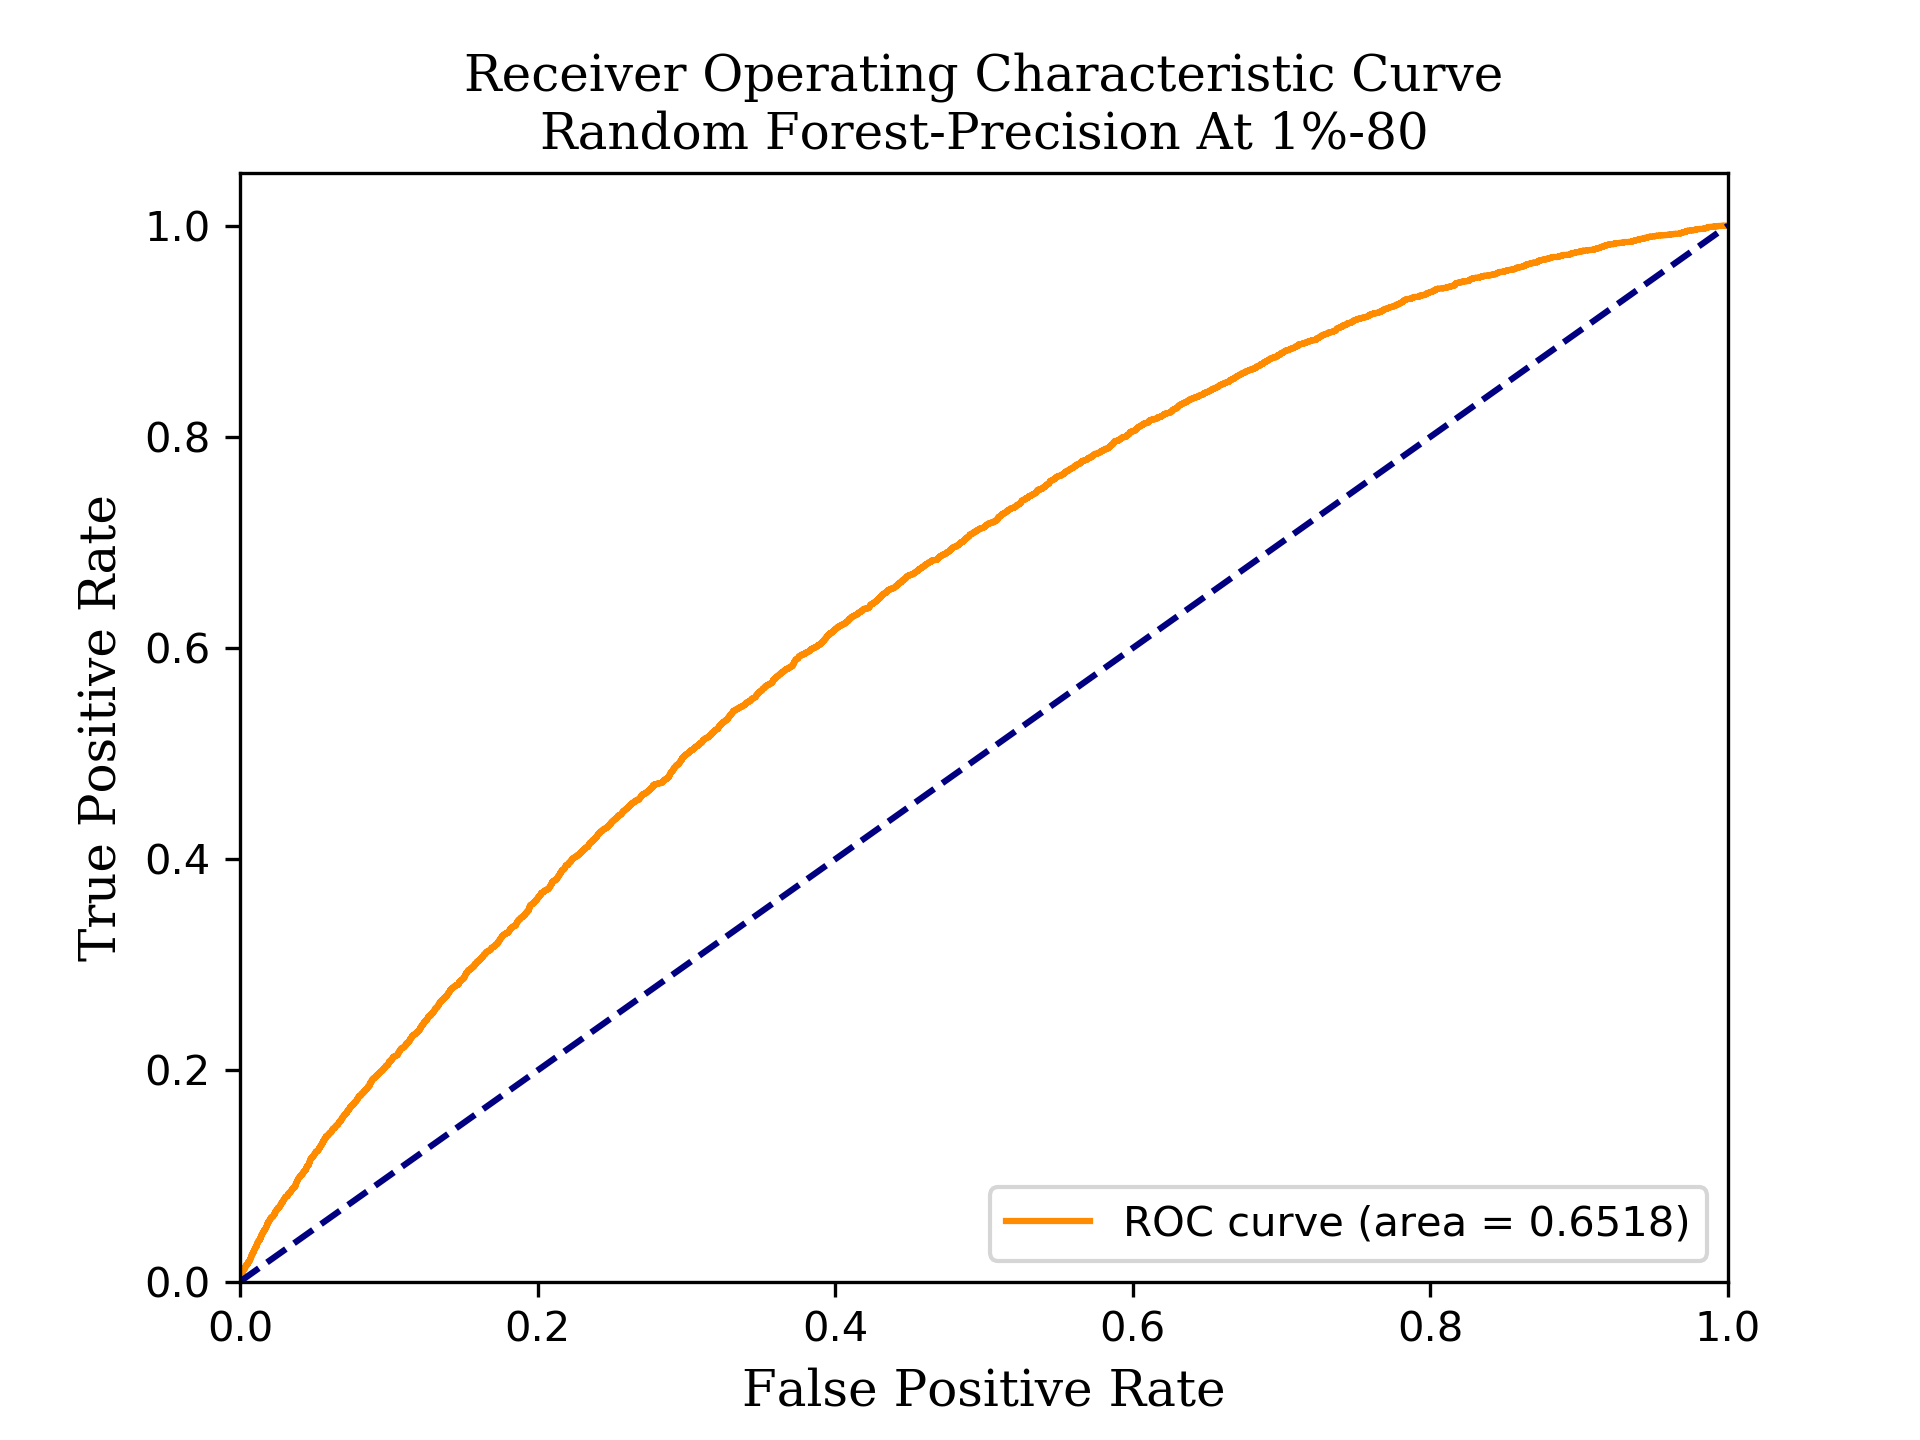 Receiver Operating Characteristic Curve
Random Forest-Precision At 1%-80
1.0
0.8
0.6
0.4
0.2
0.0
True Positive Rate
ROC curve (area = 0.6518)
0.0 0.2 0.4 0.6 0.8 1.0
False Positive Rate